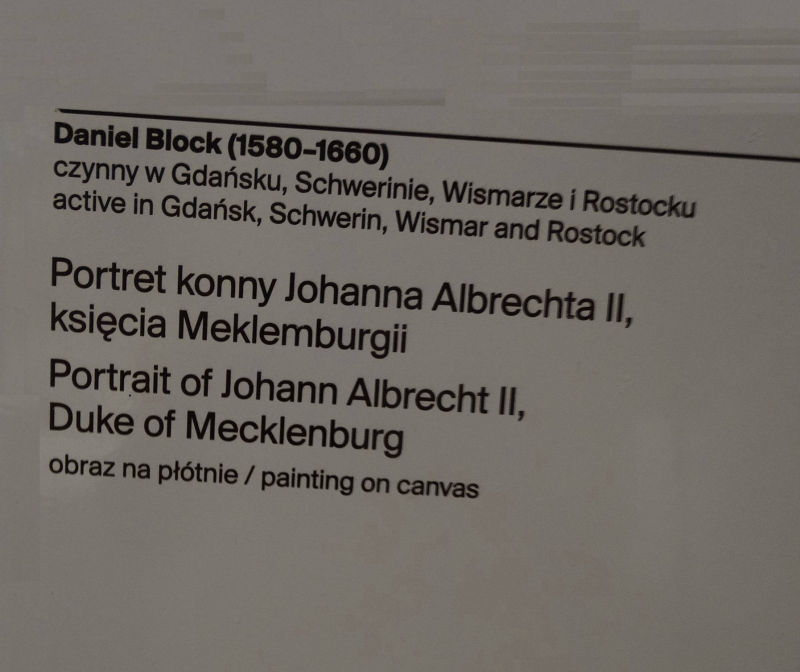 Daniel Block (1580–1660)
czynny w Gdańsku, Schwerinie, Wismarze i Rostocku
active in Gdańsk, Schwerin, Wismar and Rostock
Portret konny Johanna Albrechta II,
księcia Meklemburgii
Portrait of Johann Albrecht II,
Duke of Mecklenburg
obraz na płótnie / painting on canvas